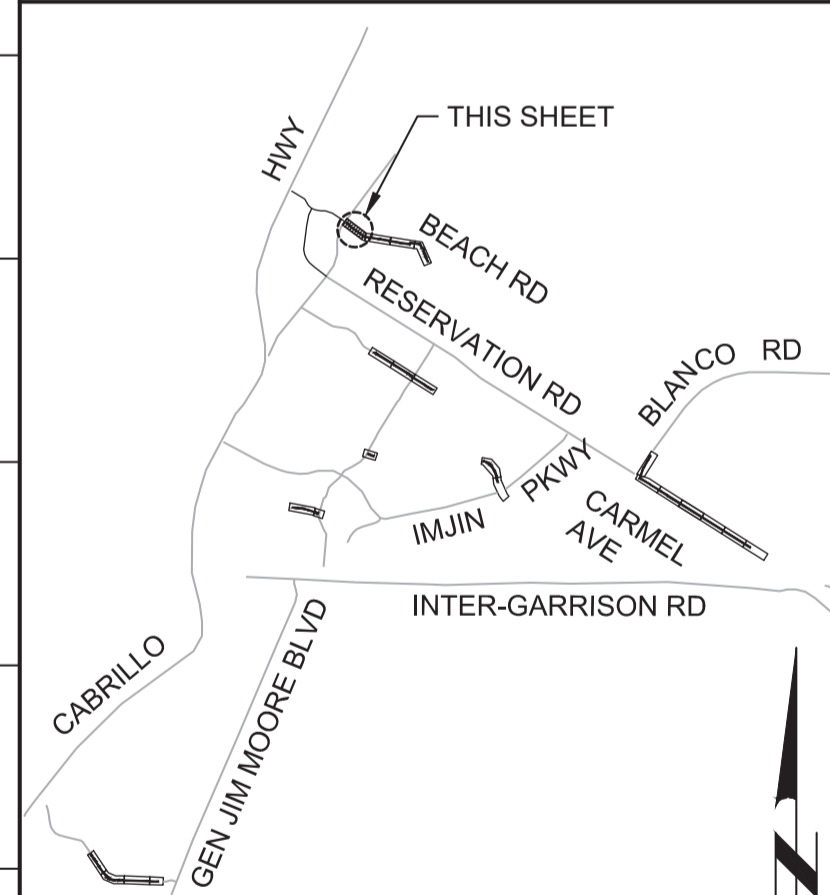 THIS SHEET
HWY
BEACH RD
RESERVATION RD
BLANCO RD
IMJIN PKWY
CARMEL
AVE
INTER-GARRISON RD
CABRILLO
GEN JIM MOORE BLVD
N